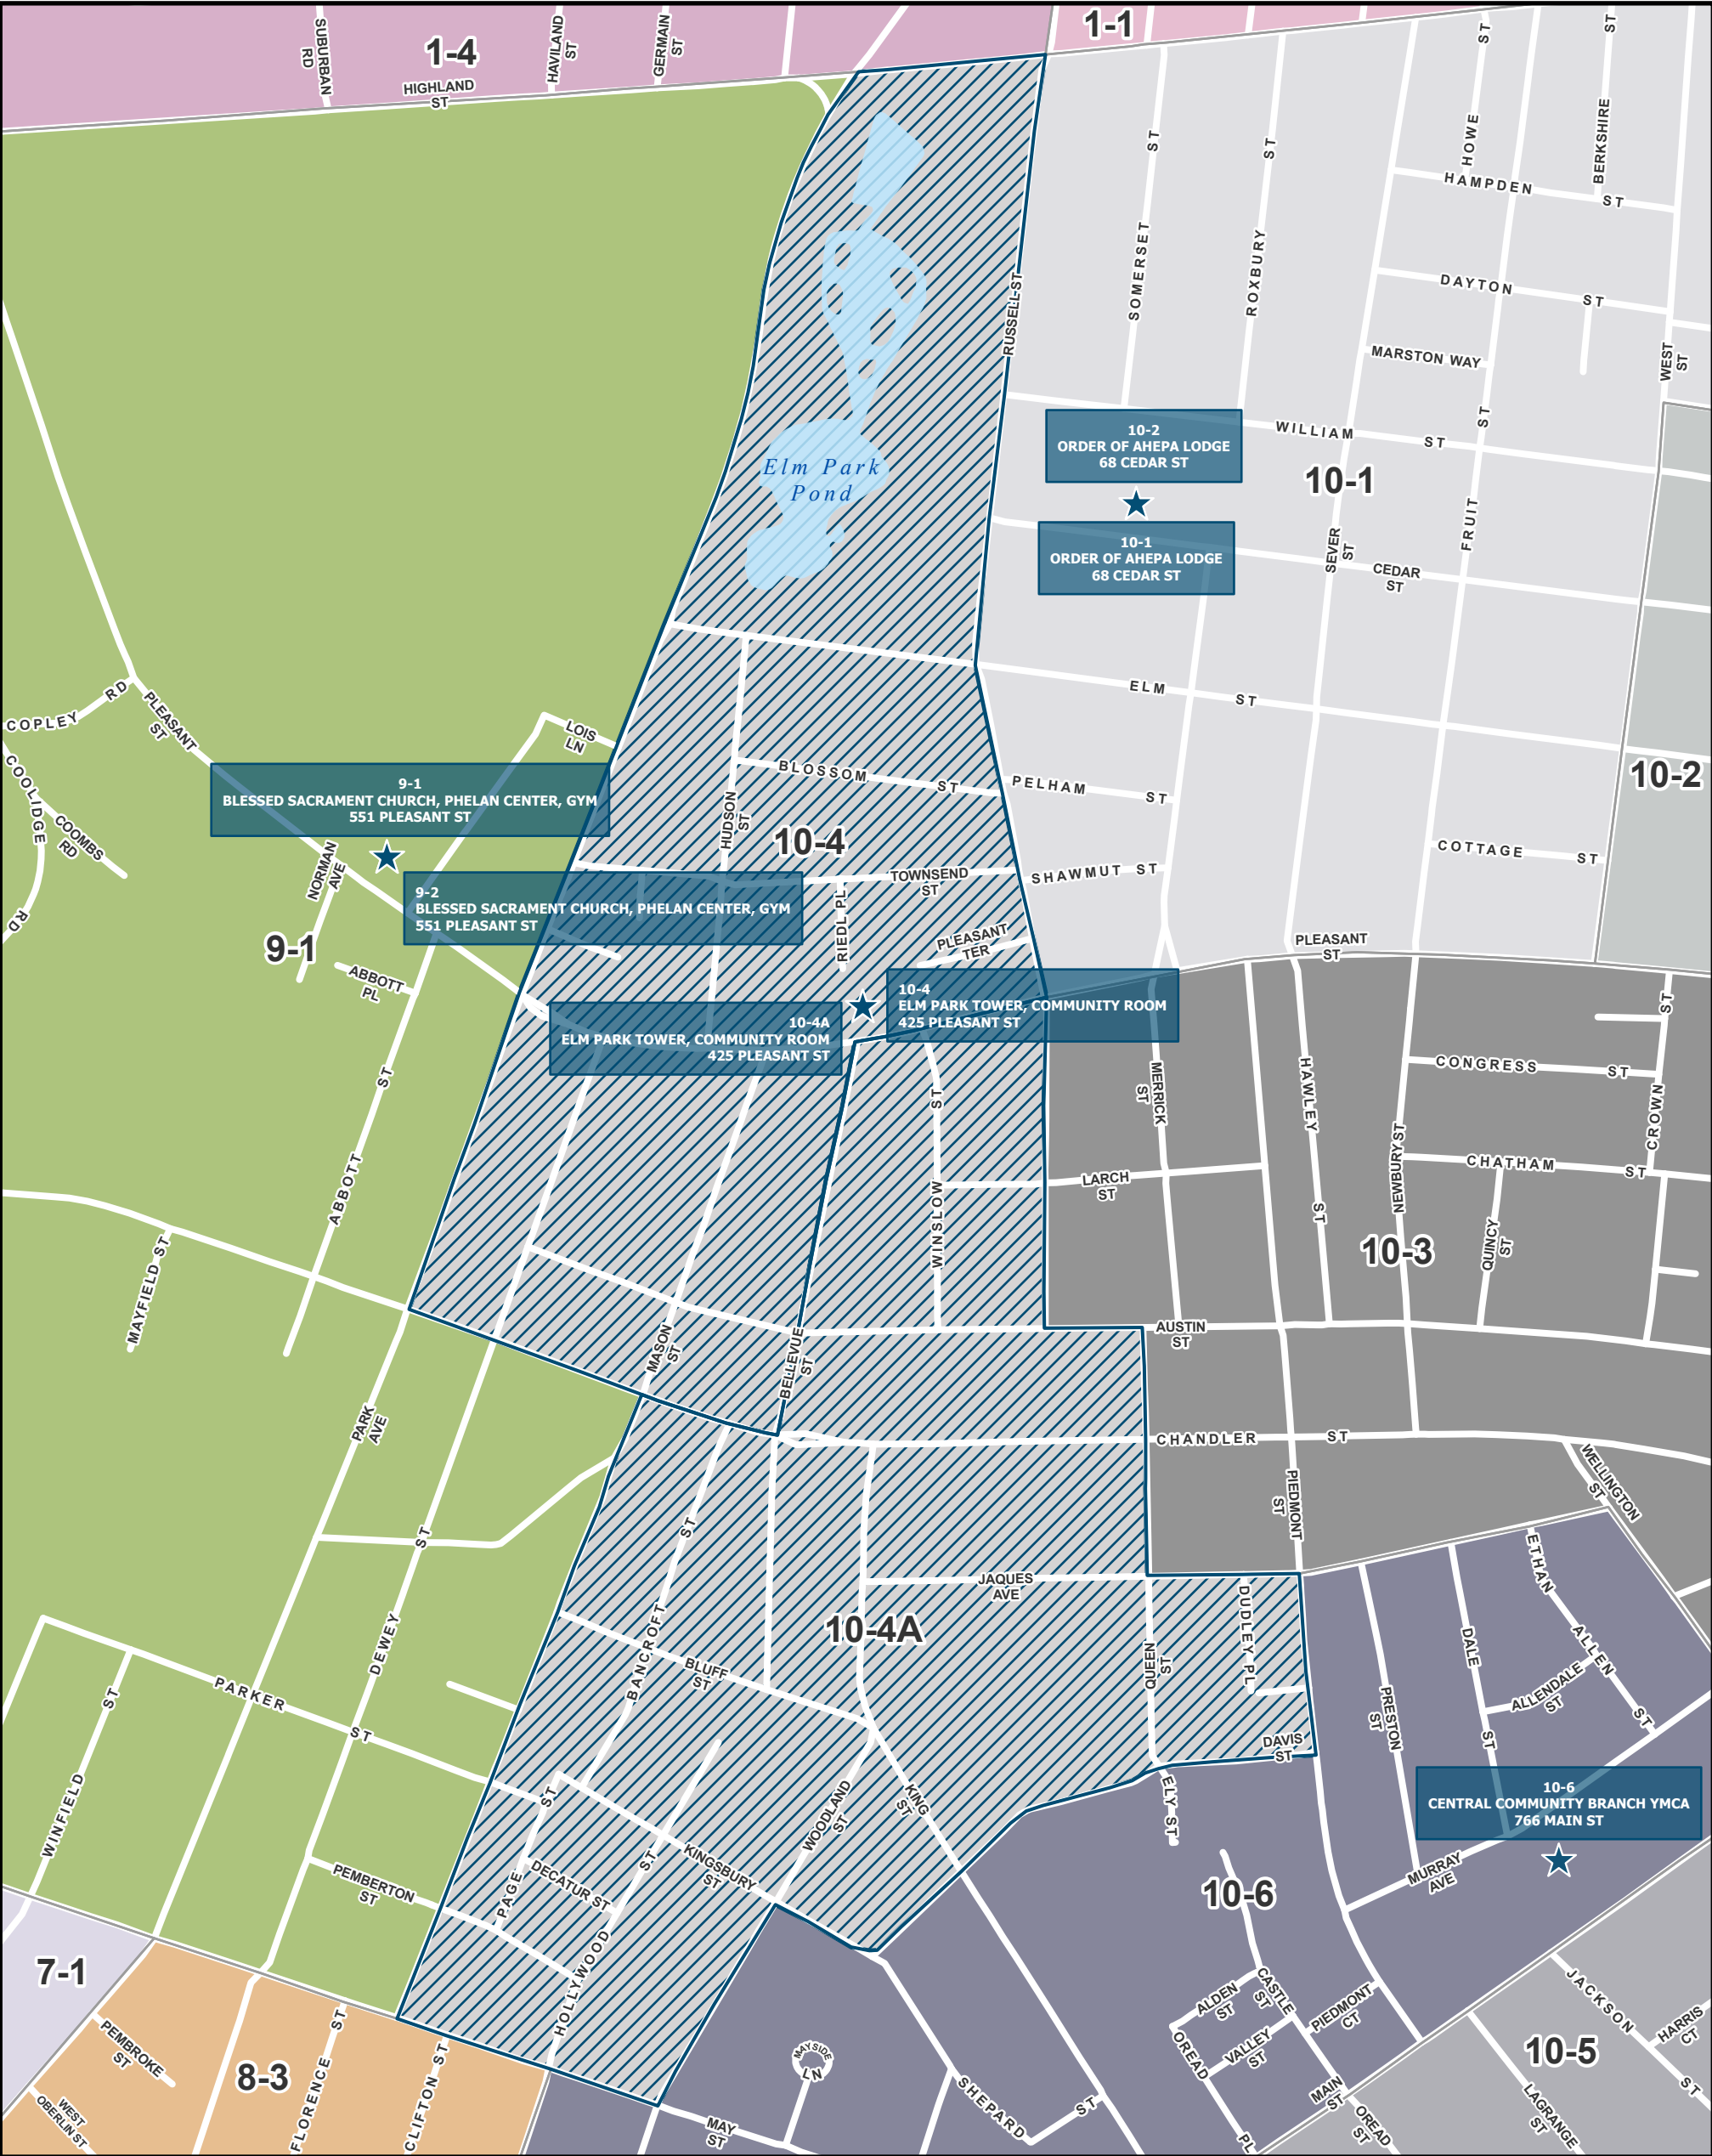 1-4
1-1
SUBURBAN
RD
HAVILAND
ST
GERMAIN
ST
HIGHLAND
ST
ST
ST
HOWE
BERKSHIRE
ST
ST
HAMPDEN
ST
SOMERSET
ROXBURY
RUSSELL ST
DAYTON
ST
MARSTON WAY
WEST
ST
10-2
ORDER OF AHEPA LODGE
68 CEDAR ST
WILLIAM
ST
ST
10-1
Elm Park
Pond
10-1
ORDER OF AHEPA LODGE
68 CEDAR ST
SEVER
ST
FRUIT
CEDAR
ST
ELM
ST
COPLEY
RD
PLEASANT
ST
LOIS
LN
COOLIDGE
RD
COOMBS
RD
9-1
BLESSED SACRAMENT CHURCH, PHELAN CENTER, GYM
551 PLEASANT ST
BLOSSOM
ST
PELHAM
ST
10-2
HUDSON
ST
10-4
COTTAGE
ST
NORMAN
AVE
TOWNSEND
ST
SHAWMUT
ST
9-2
BLESSED SACRAMENT CHURCH, PHELAN CENTER, GYM
551 PLEASANT ST
RIEDL PL
PLEASANT
TER
PLEASANT
ST
9-1
ABBOTT
PL
10-4
ELM PARK TOWER, COMMUNITY ROOM
425 PLEASANT ST
10-4A
ELM PARK TOWER, COMMUNITY ROOM
425 PLEASANT ST
ST
ST
ST
MERRICK
ST
HAWLEY
ST
CONGRESS
ST
CROWN
ABBOTT
WINSLOW
LARCH
ST
NEWBURY ST
CHATHAM
ST
QUINCY
ST
10-3
MAYFIELD ST
MASON
ST
BELLEVUE
ST
AUSTIN
ST
PARK
AVE
CHANDLER
ST
PIEDMONT
ST
WELLINGTON
ST
ST
ST
JAQUES
AVE
DUDLEY PL
ETHAN
ALLEN
ST
DALE
ST
DEWEY
BANCROFT
10-4A
BLUFF
ST
QUEEN
ST
ALLENDALE
ST
PARKER
ST
ST
PRESTON
ST
DAVIS
ST
WINFIELD
ST
WOODLAND
ST
KING
ST
ELY ST
10-6
CENTRAL COMMUNITY BRANCH YMCA
766 MAIN ST
PEMBERTON
ST
PAGE
DECATUR ST
ST
KINGSBURY
ST
MURRAY
AVE
10-6
HOLLYWOOD
7-1
ALDEN
ST
CASTLE
ST
PIEDMONT
CT
JACKSON
ST
HARRIS
CT
PEMBROKE
ST
8-3
ST
FLORENCE
CLIFTON ST
MAYSIDE
LN
OREAD
PL
VALLEY
ST
10-5
WEST
OBERLIN ST
MAY
ST
SHEPARD
ST
MAIN
ST
OREAD
ST
LAGRANGE
ST